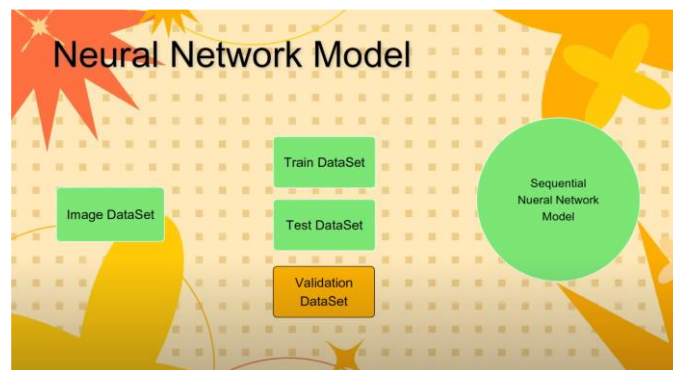 Neural Network Model
Train DataSet
Image DataSet
Test DataSet
Validation
DataSet
Sequential
Nueral Network
Model